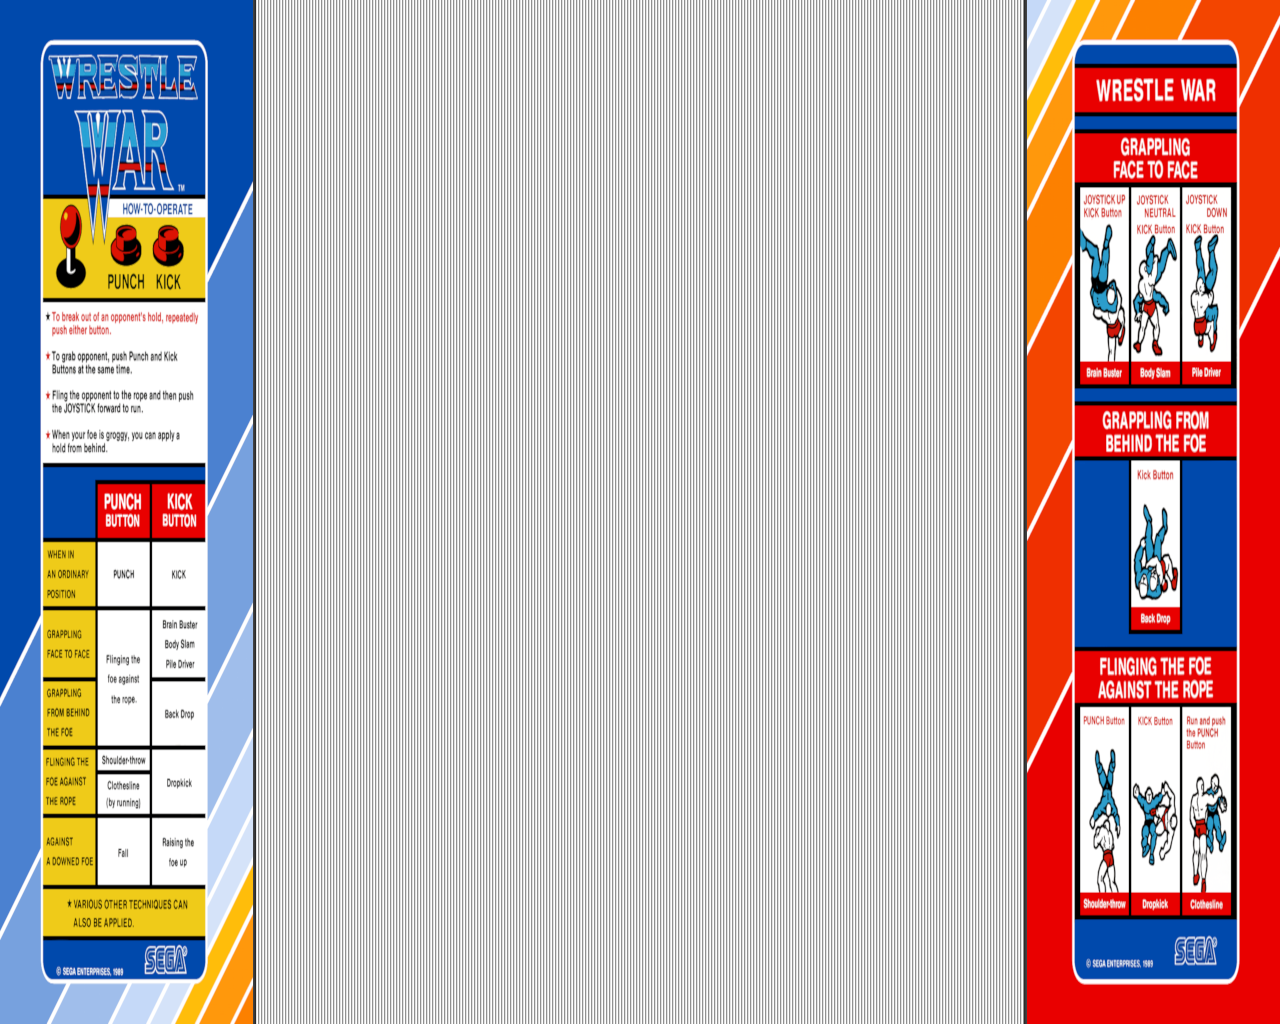 WRESTLE
WAR
TM
HOW-TO-OPERATE
PUNCH KICK
* To break out of an opponent's hold, repeatedly
push either button.
* To grab opponent, push Punch and Kick
Buttons at the same time.
* Fling the opponent to the rope and then push
the JOYSTICK forward to run.
* When your foe is groggy, you can apply a
hold from behind.
PUNCH
BUTTON
KICK
BUTTON
WHEN IN
AN ORDINARY
POSITION
PUNCH
KICK
GRAPPLING
FACE TO FACE
Flinging the
foe against
the rope.
Brain Buster
Body Slam
Pile Driver
GRAPPLING
FROM BEHIND
THE FOE
Back Drop
FLINGING THE
FOE AGAINST
THE ROPE
Shoulder-throw
Clothesline
(by running)
Dropkick
AGAINST
A DOWNED FOE
Fall
Raising the
foe up
* VARIOUS OTHER TECHNIQUES CAN
ALSO BE APPLIED.
© SEGA ENTERPRISES, 1989
SEGA®
WRESTLE WAR
GRAPPLING
FACE TO FACE
JOYSTICK UP
KICK Button
Brain Buster
JOYSTICK
NEUTRAL
KICK Button
Body Slam
JOYSTICK
DOWN
KICK Button
Pile Driver
GRAPPLING FROM
BEHIND THE FOE
Kick Button
Back Drop
FLINGING THE FOE
AGAINST THE ROPE
PUNCH Button
Shoulder-throw
KICK Button
Dropkick
Run and push
the PUNCH
Button
Clothesline
© SEGA ENTERPRISES, 1989
SEGA®